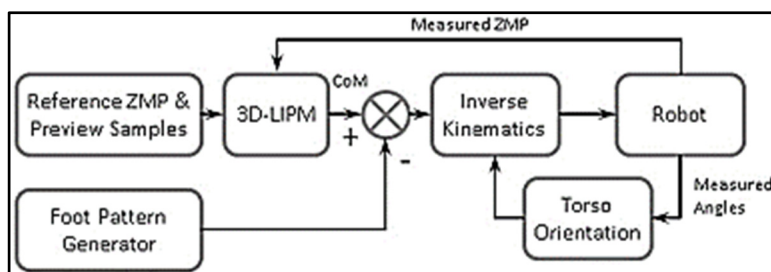 Measured ZMP
Reference ZMP &
Preview Samples
3D-LIPM
CoM
+
-
Inverse
Kinematics
Robot
Foot Pattern
Generator
Torso
Orientation
Measured
Angles